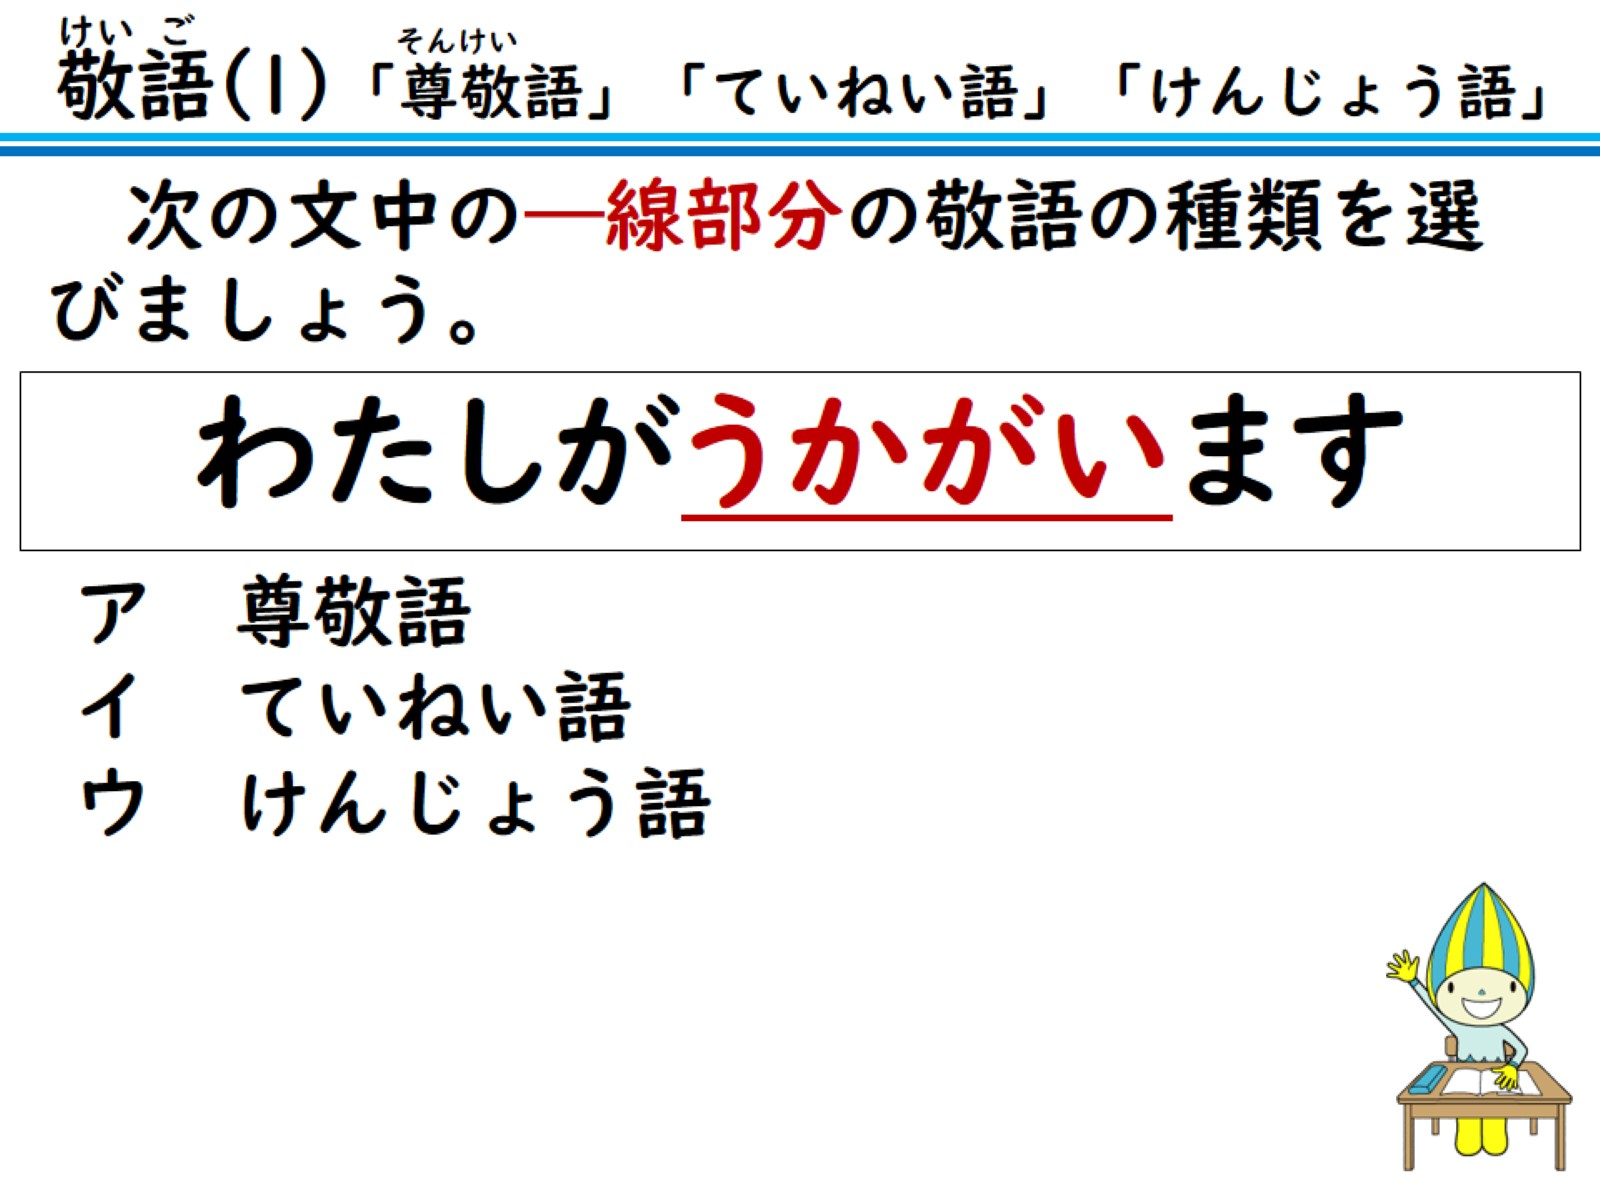 けい ご そんけい
敬語(1)「尊敬語」「ていねい語」「けんじょう語」
次の文中の―線部分の敬語の種類を選
びましょう。
わたしがうかがいます
ア 尊敬語
イ ていねい語
ウ けんじょう語